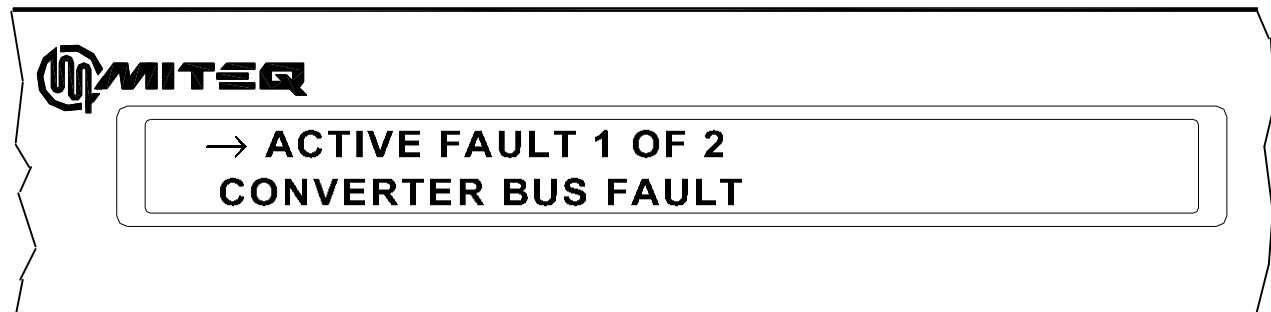 MITEQ
→ ACTIVE FAULT 1 OF 2
CONVERTER BUS FAULT